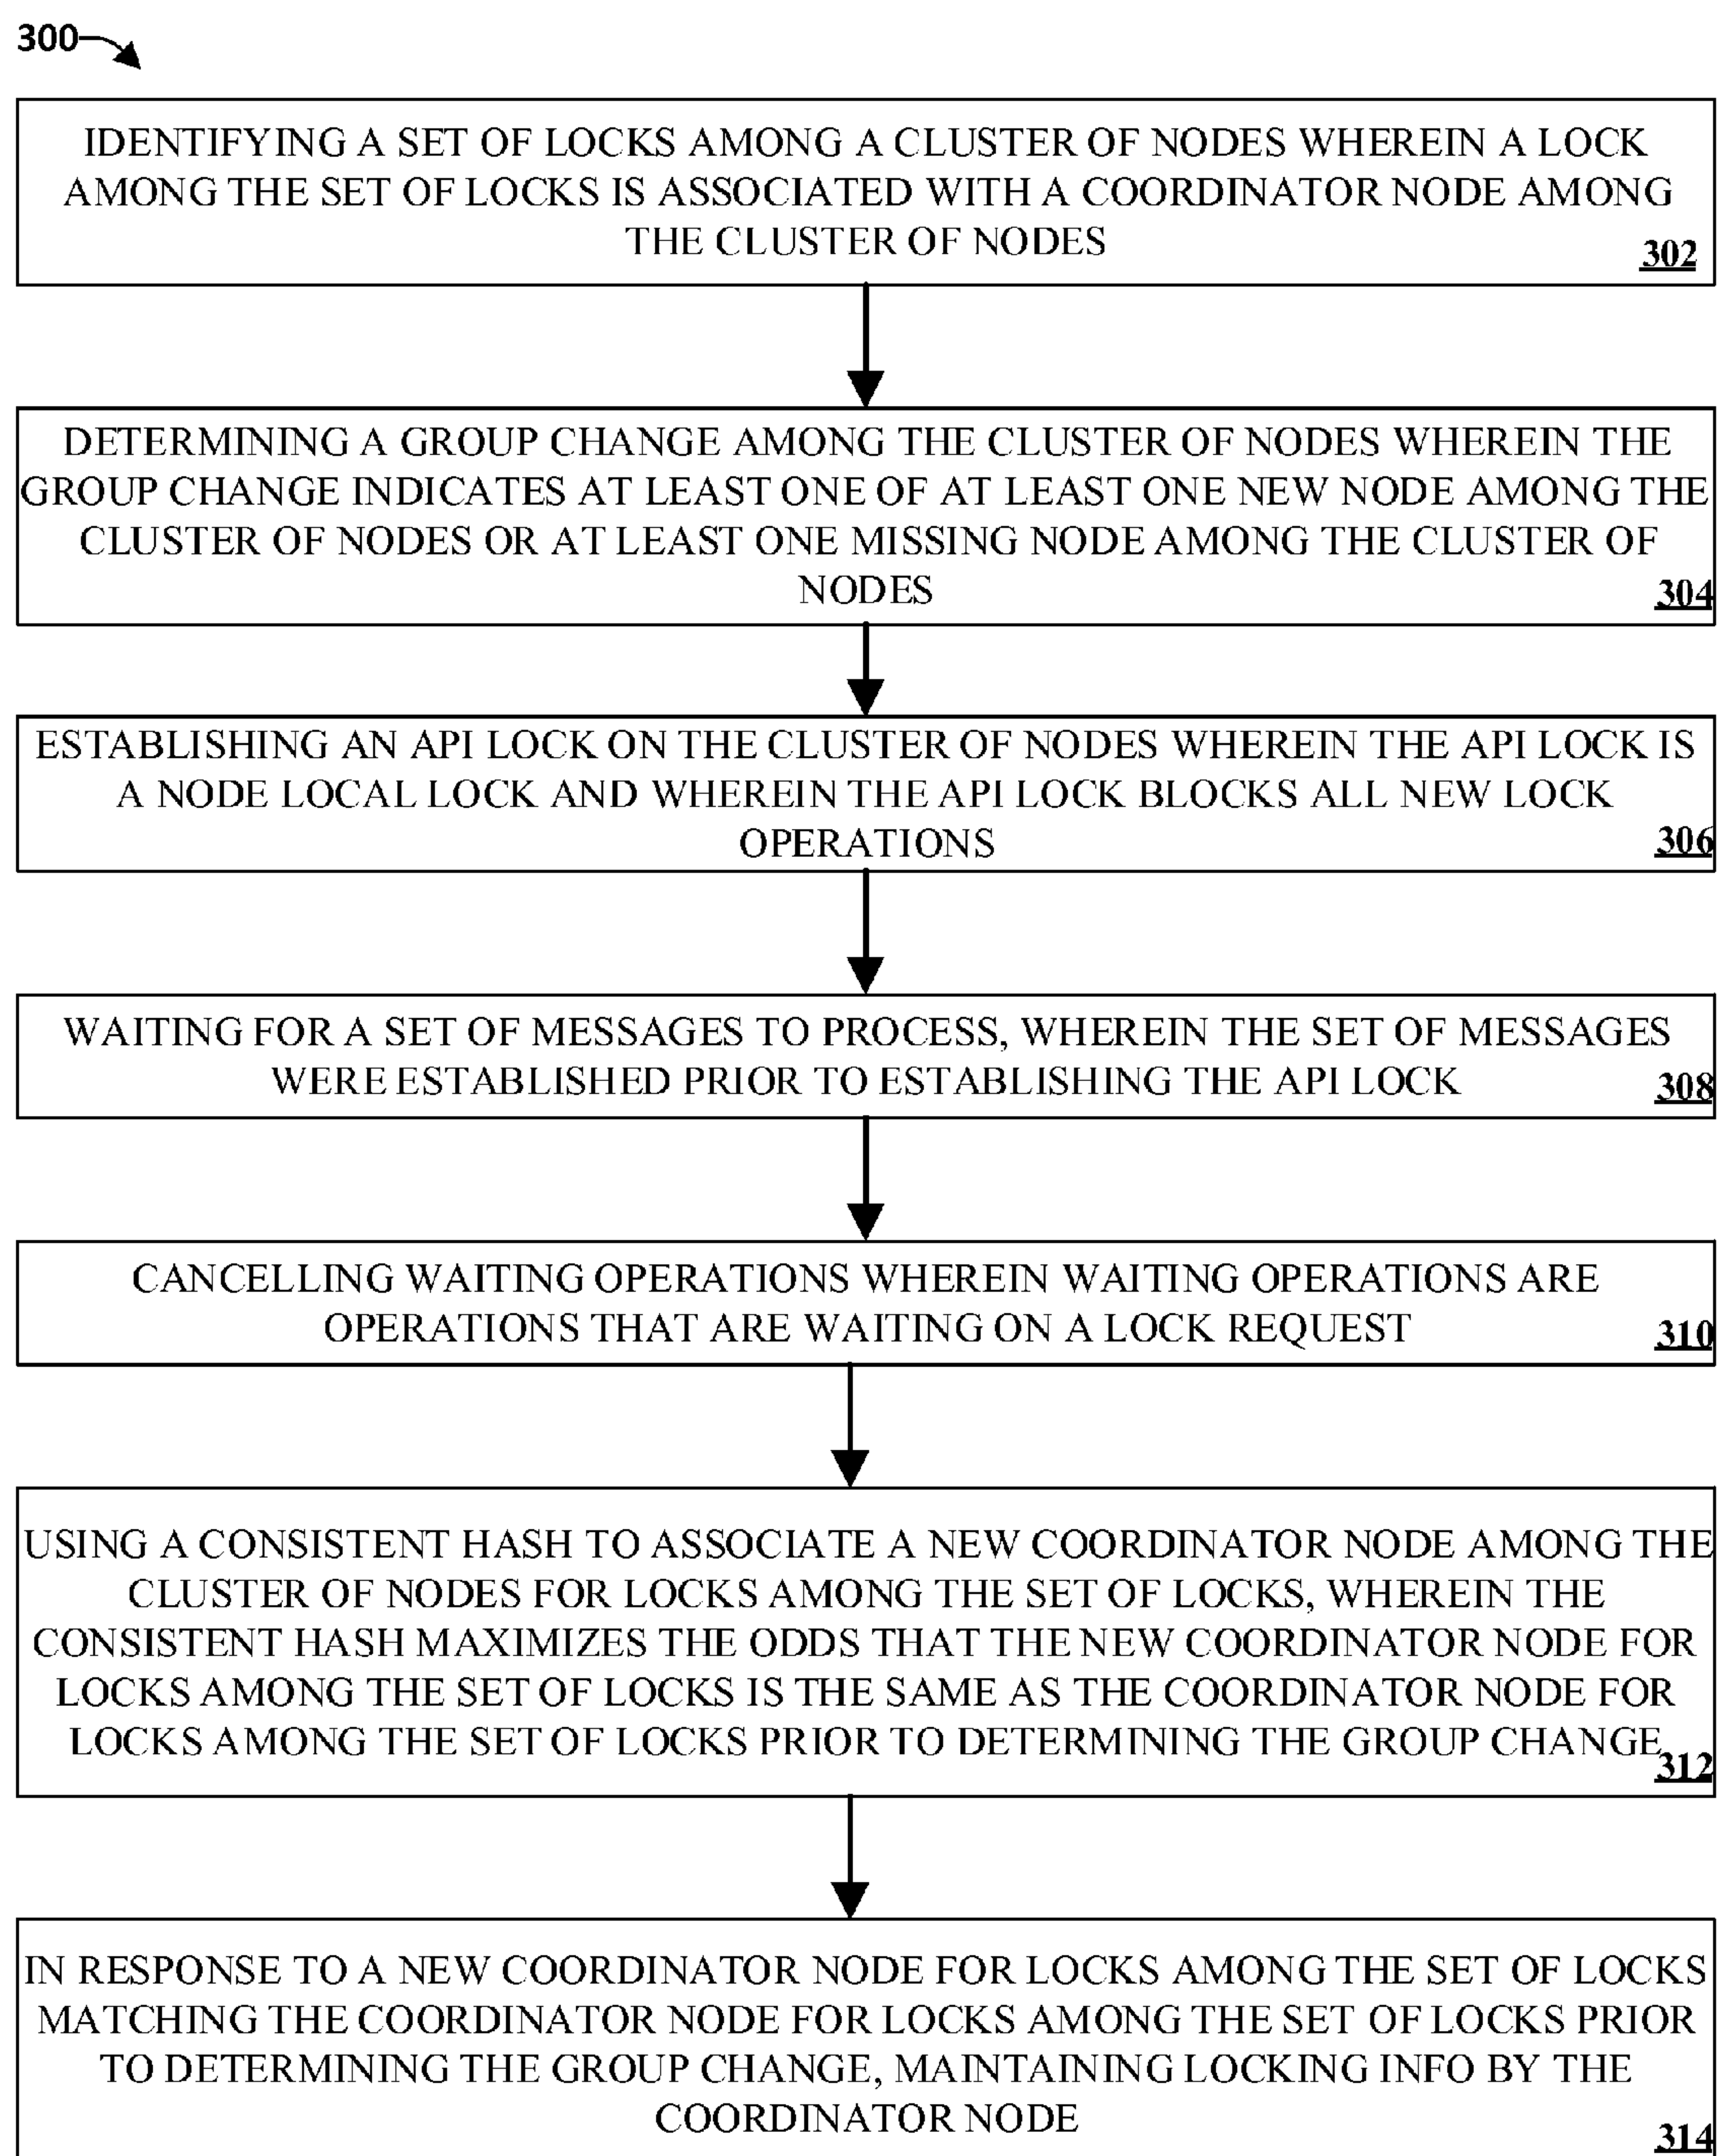 300
IDENTIFYING A SET OF LOCKS AMONG A CLUSTER OF NODES WHEREIN A LOCK
AMONG THE SET OF LOCKS IS ASSOCIATED WITH A COORDINATOR NODE AMONG
THE CLUSTER OF NODES
302
DETERMINING A GROUP CHANGE AMONG THE CLUSTER OF NODES WHEREIN THE
GROUP CHANGE INDICATES AT LEAST ONE OF AT LEAST ONE NEW NODE AMONG THE
CLUSTER OF NODES OR AT LEAST ONE MISSING NODE AMONG THE CLUSTER OF
NODES
304
ESTABLISHING AN API LOCK ON THE CLUSTER OF NODES WHEREIN THE API LOCK IS
A NODE LOCAL LOCK AND WHEREIN THE API LOCK BLOCKS ALL NEW LOCK
OPERATIONS
306
WAITING FOR A SET OF MESSAGES TO PROCESS, WHEREIN THE SET OF MESSAGES
WERE ESTABLISHED PRIOR TO ESTABLISHING THE API LOCK
308
CANCELLING WAITING OPERATIONS WHEREIN WAITING OPERATIONS ARE
OPERATIONS THAT ARE WAITING ON A LOCK REQUEST
310
USING A CONSISTENT HASH TO ASSOCIATE A NEW COORDINATOR NODE AMONG THE
CLUSTER OF NODES FOR LOCKS AMONG THE SET OF LOCKS, WHEREIN THE
CONSISTENT HASH MAXIMIZES THE ODDS THAT THE NEW COORDINATOR NODE FOR
LOCKS AMONG THE SET OF LOCKS IS THE SAME AS THE COORDINATOR NODE FOR
LOCKS AMONG THE SET OF LOCKS PRIOR TO DETERMINING THE GROUP CHANGE
312
IN RESPONSE TO A NEW COORDINATOR NODE FOR LOCKS AMONG THE SET OF LOCKS
MATCHING THE COORDINATOR NODE FOR LOCKS AMONG THE SET OF LOCKS PRIOR
TO DETERMINING THE GROUP CHANGE, MAINTAINING LOCKING INFO BY THE
COORDINATOR NODE
314